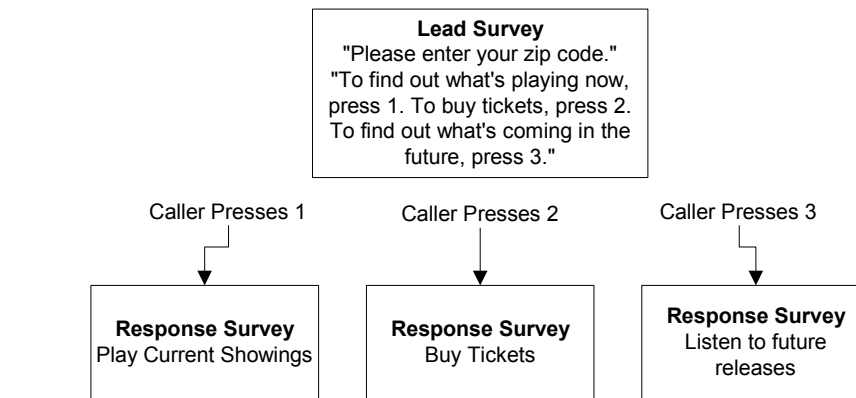 Lead Survey
"Please enter your zip code."
"To find out what's playing now,
press 1. To buy tickets, press 2.
To find out what's coming in the
future, press 3."
Caller Presses 1
Caller Presses 2
Caller Presses 3
Response Survey
Play Current Showings
Response Survey
Buy Tickets
Response Survey
Listen to future
releases